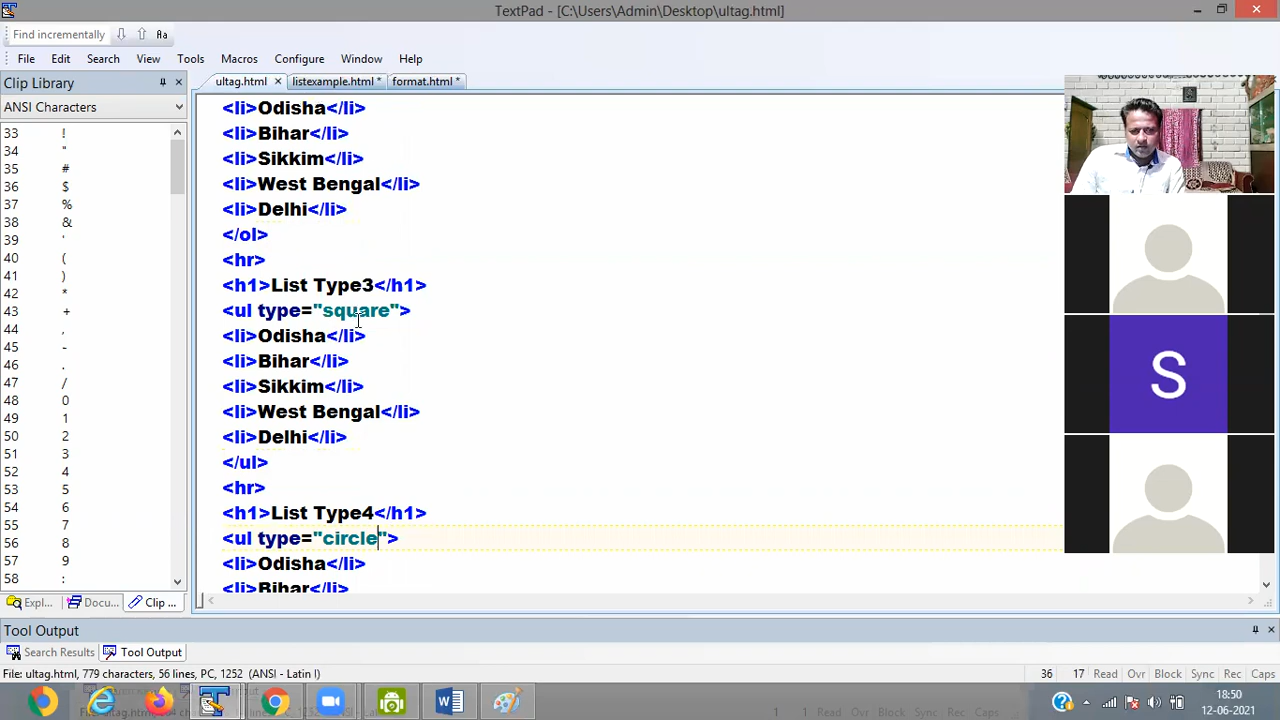 TextPad - [C:\Users\Admin\Desktop\ultag.html]
Find incrementally
Aa
File Edit Search View Tools Macros Configure Window Help
Clip Library
ANSI Characters
ultag.html listexample.html * format.html *
33 !
34 "
35 #
36 $
37 %
38 &
39 '
40 (
41 )
42 *
43 +
44 ,
45 -
46 .
47 /
48 0
49 1
50 2
51 3
52 4
53 5
54 6
55 7
56 8
57 9
58 :
<li>Odisha</li>
<li>Bihar</li>
<li>Sikkim</li>
<li>West Bengal</li>
<li>Delhi</li>
</ol>
<hr>
<h1>List Type3</h1>
<ul type="square">
<li>Odisha</li>
<li>Bihar</li>
<li>Sikkim</li>
<li>West Bengal</li>
<li>Delhi</li>
</ul>
<hr>
<h1>List Type4</h1>
<ul type="circle">
<li>Odisha</li>
<li>Bihar</li>
S
Expl... Docu... Clip ...
Tool Output
Search Results Tool Output
File: ultag.html, 779 characters, 56 lines, PC, 1252 (ANSI - Latin I) 36 17 Read Ovr Block Sync Rec Caps
18:50
12-06-2021